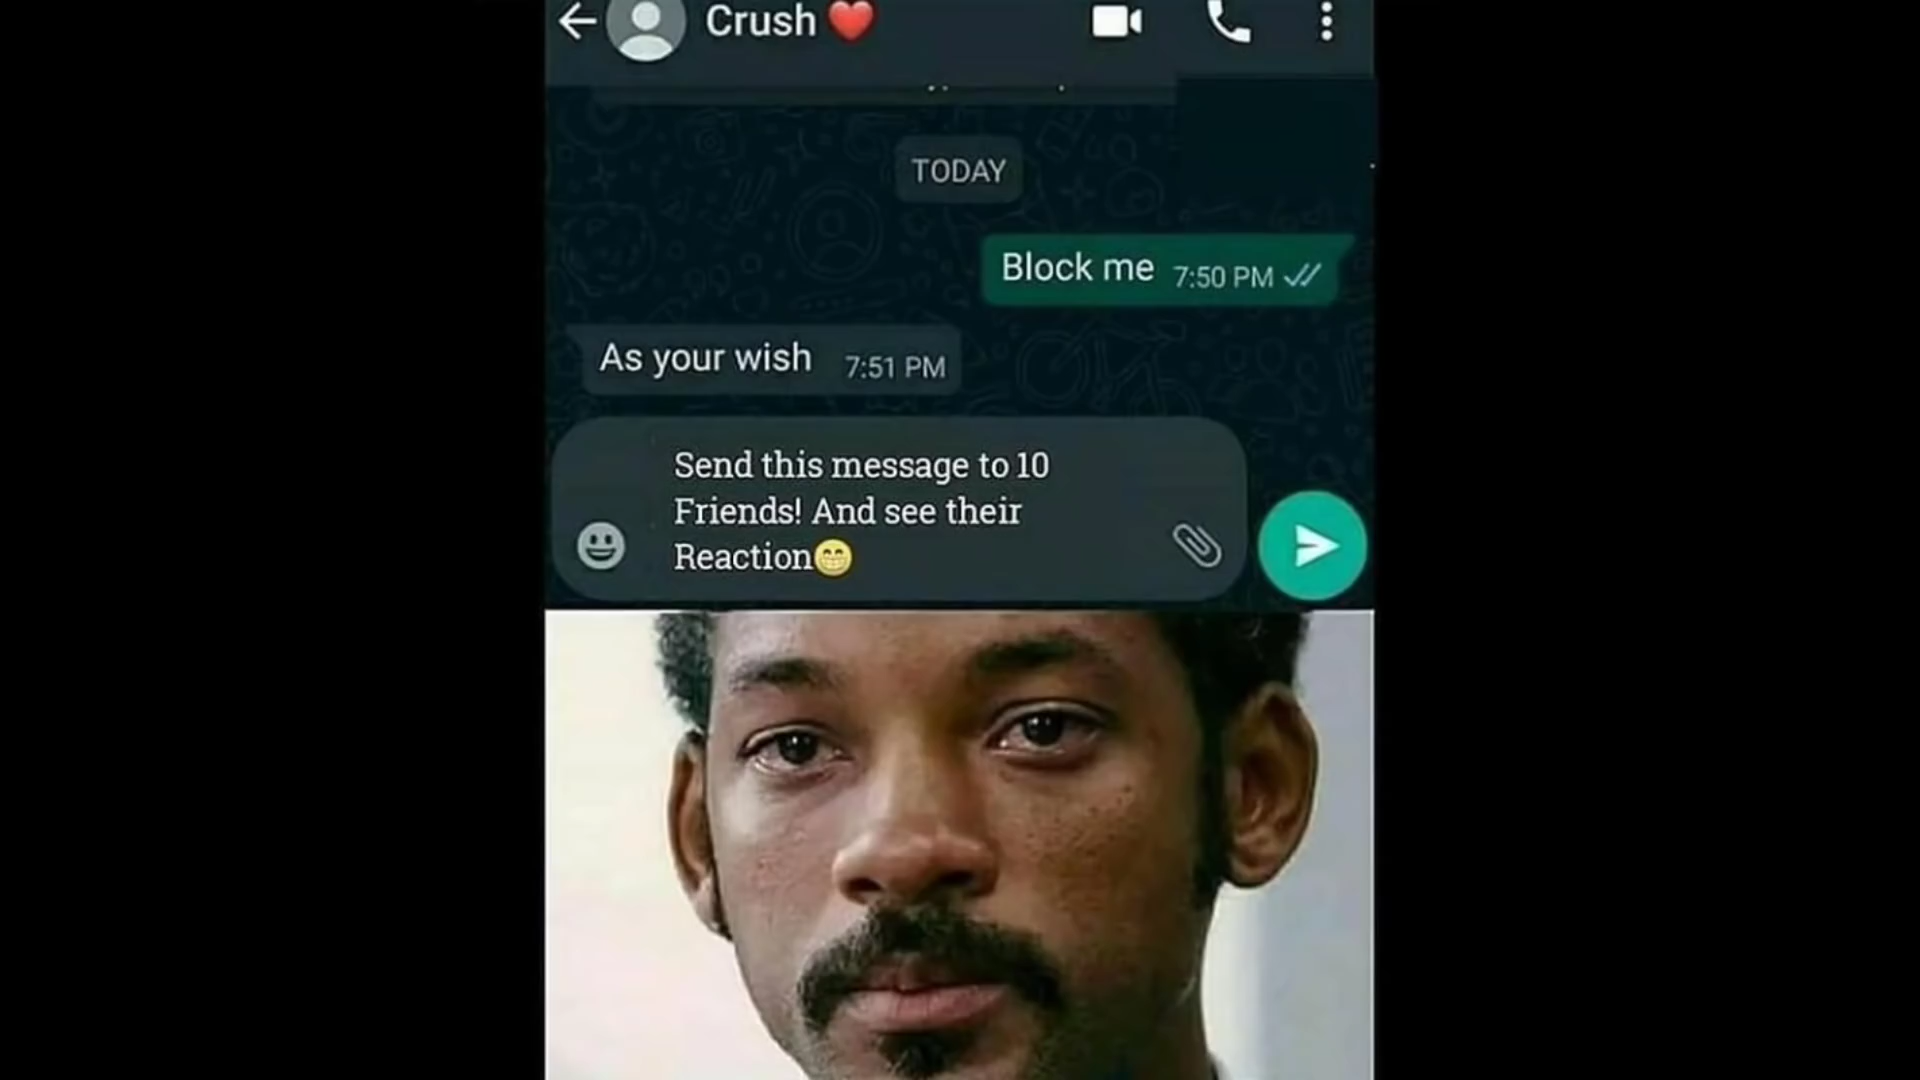 Crush ❤️
TODAY
Block me 7:50 PM
As your wish 7:51 PM
Send this message to 10
Friends! And see their
Reaction😁